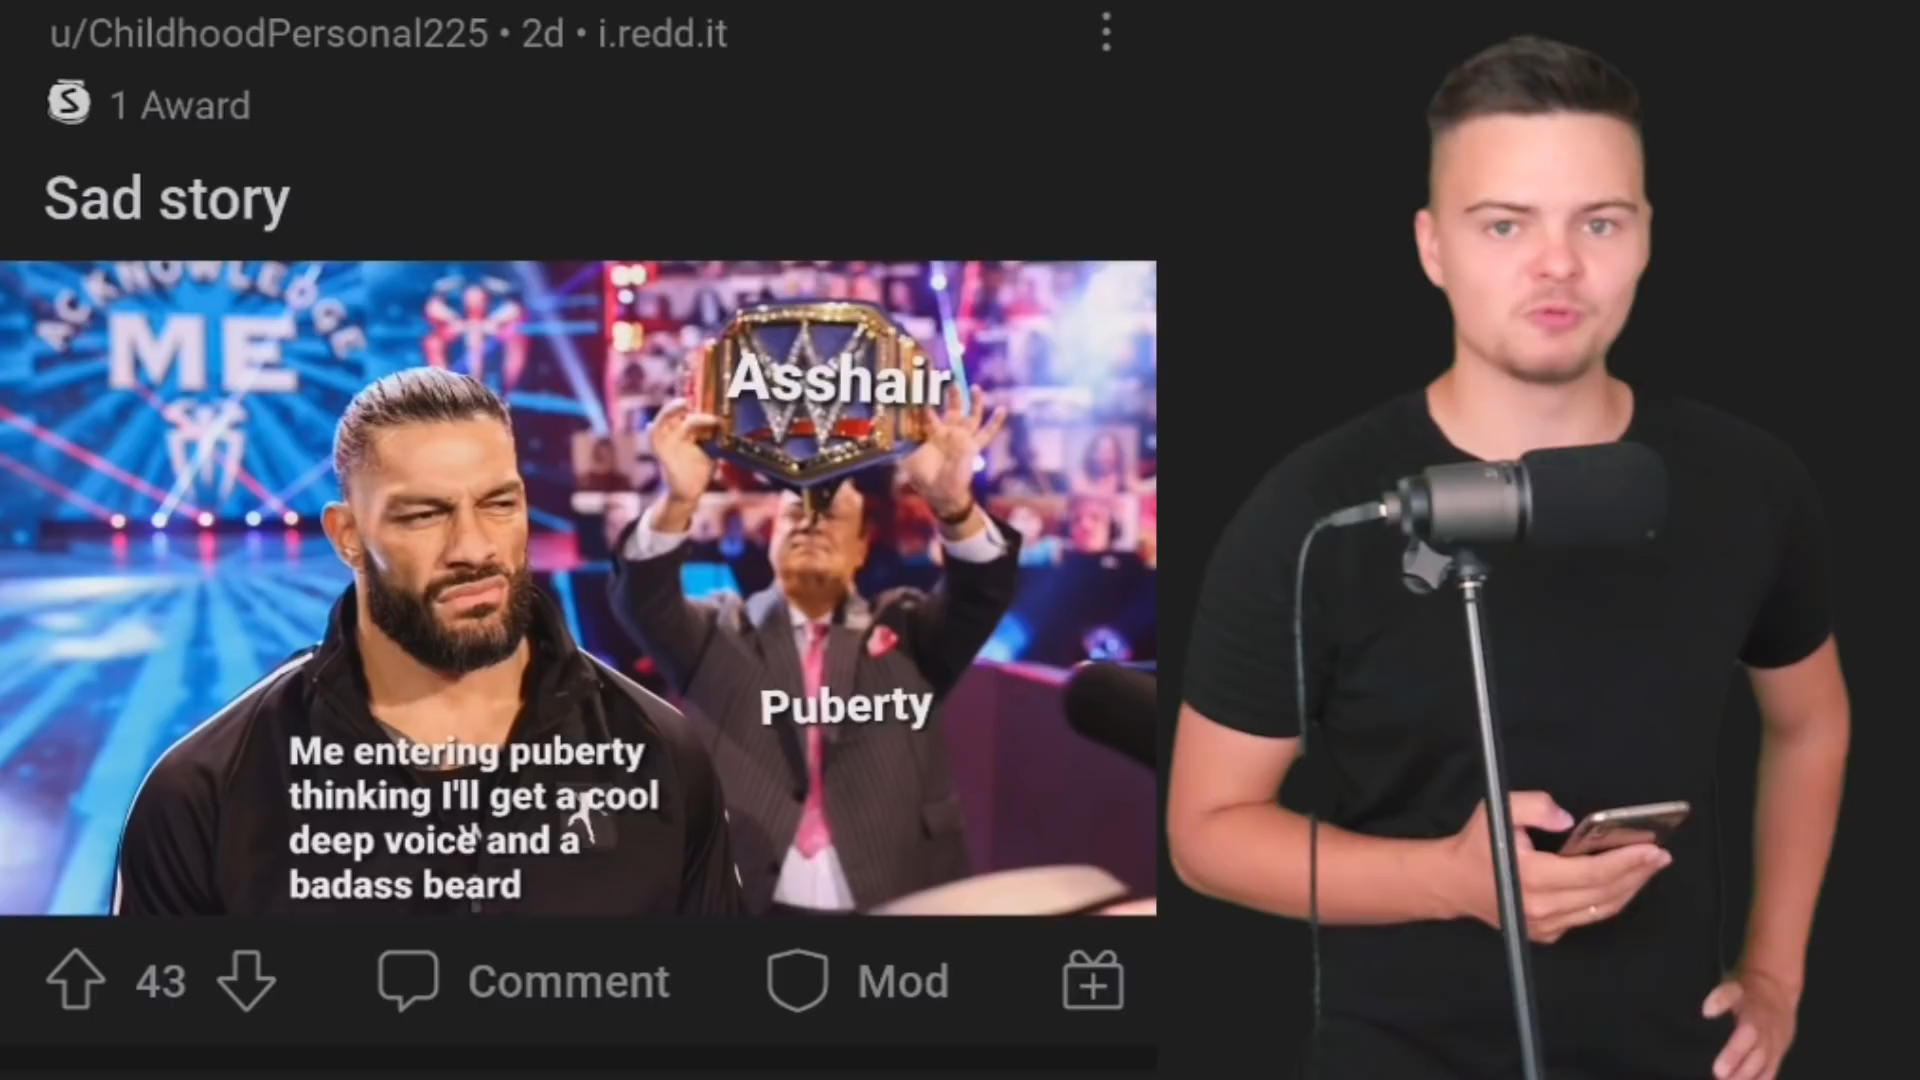 u/ChildhoodPersonal225 • 2d • i.redd.it
1 Award
Sad story
ACKNOWLEDGE
ME
Asshair
Puberty
Me entering puberty
thinking I'll get a cool
deep voice and a
badass beard
43
Comment
Mod